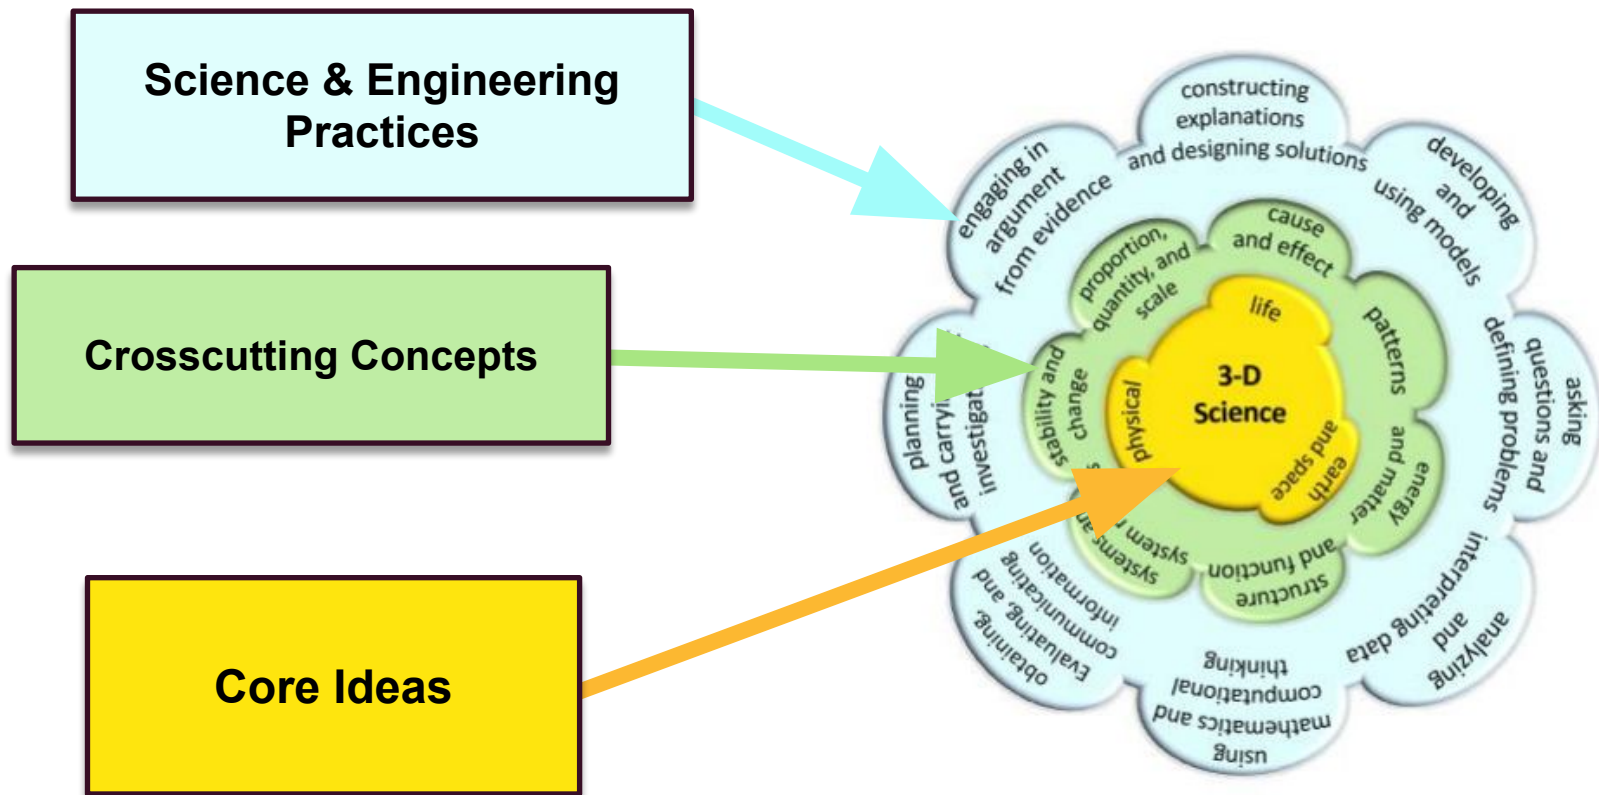 Science & Engineering
Practices
Crosscutting Concepts
Core Ideas
constructing
explanations
and designing solutions
developing
and
using models
asking
questions and
defining problems
analyzing
and
interpreting data
using
mathematics and
computational
thinking
obtaining,
Evaluating, and
communicating
information
planning
and
investigat
engaging in
argument
from evidence
cause
and effect
patterns
energy
and matter
structure
and function
systems
system
stability and
change
proportion,
quantity, and
scale
life
earth
and space
physical
3-D
Science